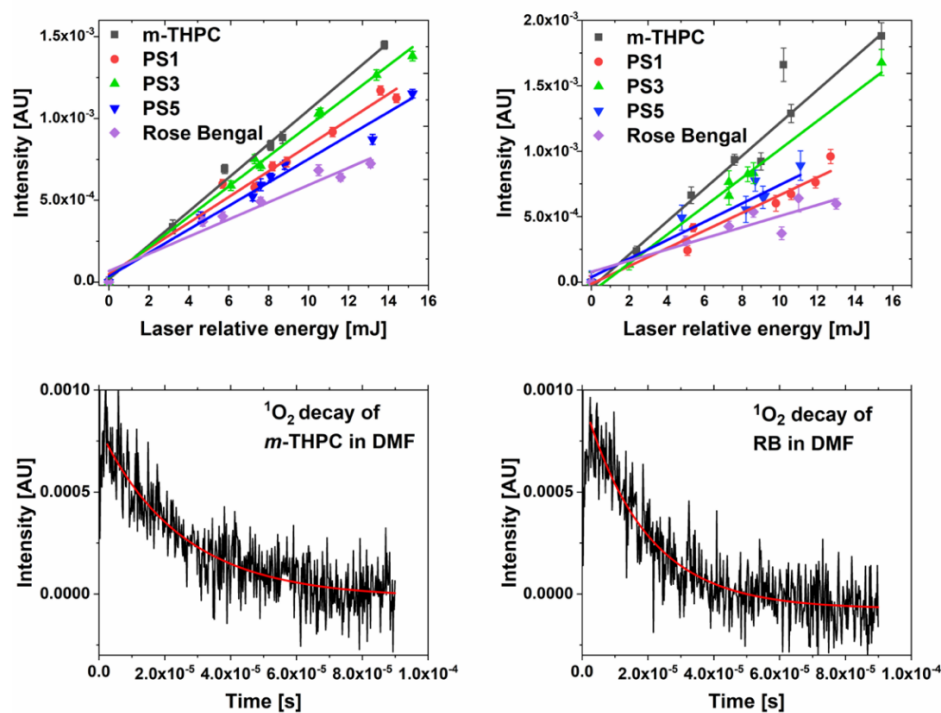 1.5x10⁻³
1.0x10⁻³
5.0x10⁻⁴
0.0
Intensity [AU]
m-THPC
PS1
PS3
PS5
Rose Bengal
0 2 4 6 8 10 12 14 16
Laser relative energy [mJ]
2.0x10⁻³
1.5x10⁻³
1.0x10⁻³
5.0x10⁻⁴
0.0
Intensity [AU]
m-THPC
PS1
PS3
PS5
Rose Bengal
0 2 4 6 8 10 12 14 16
Laser relative energy [mJ]
0.0010
0.0005
0.0000
Intensity [AU]
¹O₂ decay of
m-THPC in DMF
0.0 2.0x10⁻⁵ 4.0x10⁻⁵ 6.0x10⁻⁵ 8.0x10⁻⁵ 1.0x10⁻⁴
Time [s]
0.0010
0.0005
0.0000
Intensity [AU]
¹O₂ decay of
RB in DMF
0.0 2.0x10⁻⁵ 4.0x10⁻⁵ 6.0x10⁻⁵ 8.0x10⁻⁵ 1.0x10⁻⁴
Time [s]